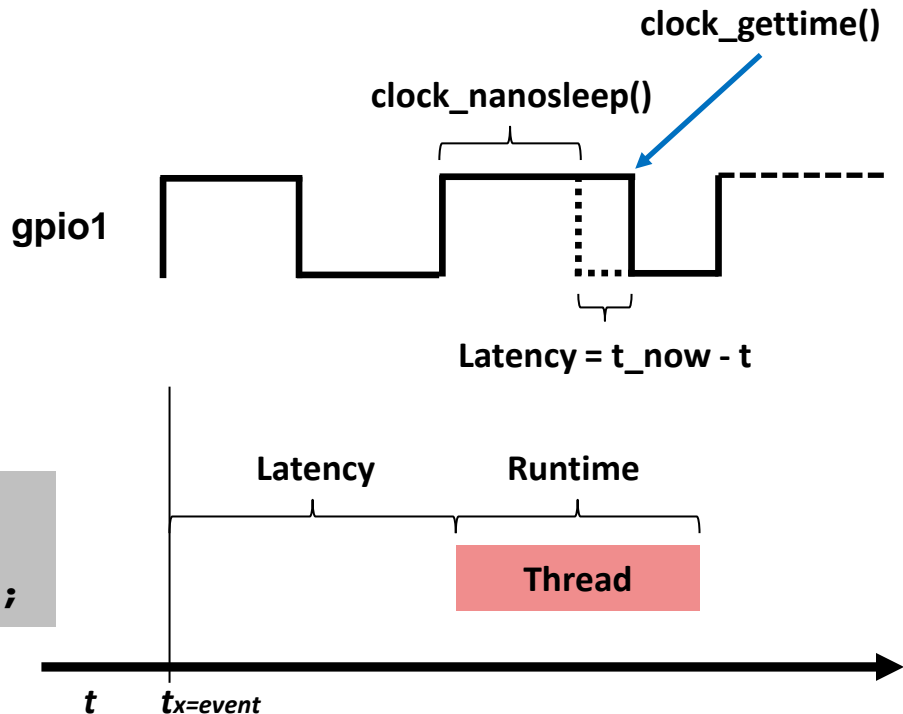 clock_gettime()
clock_nanosleep()
gpio1
Latency = t_now - t
Latency
Runtime
Thread
;
t
tx=event